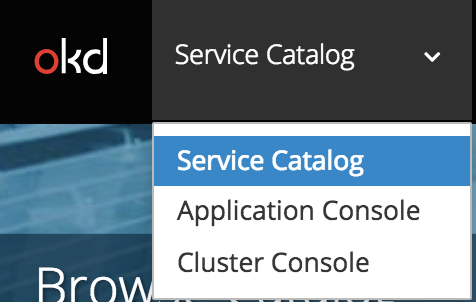 okd
Service Catalog
Service Catalog
Application Console
Cluster Console